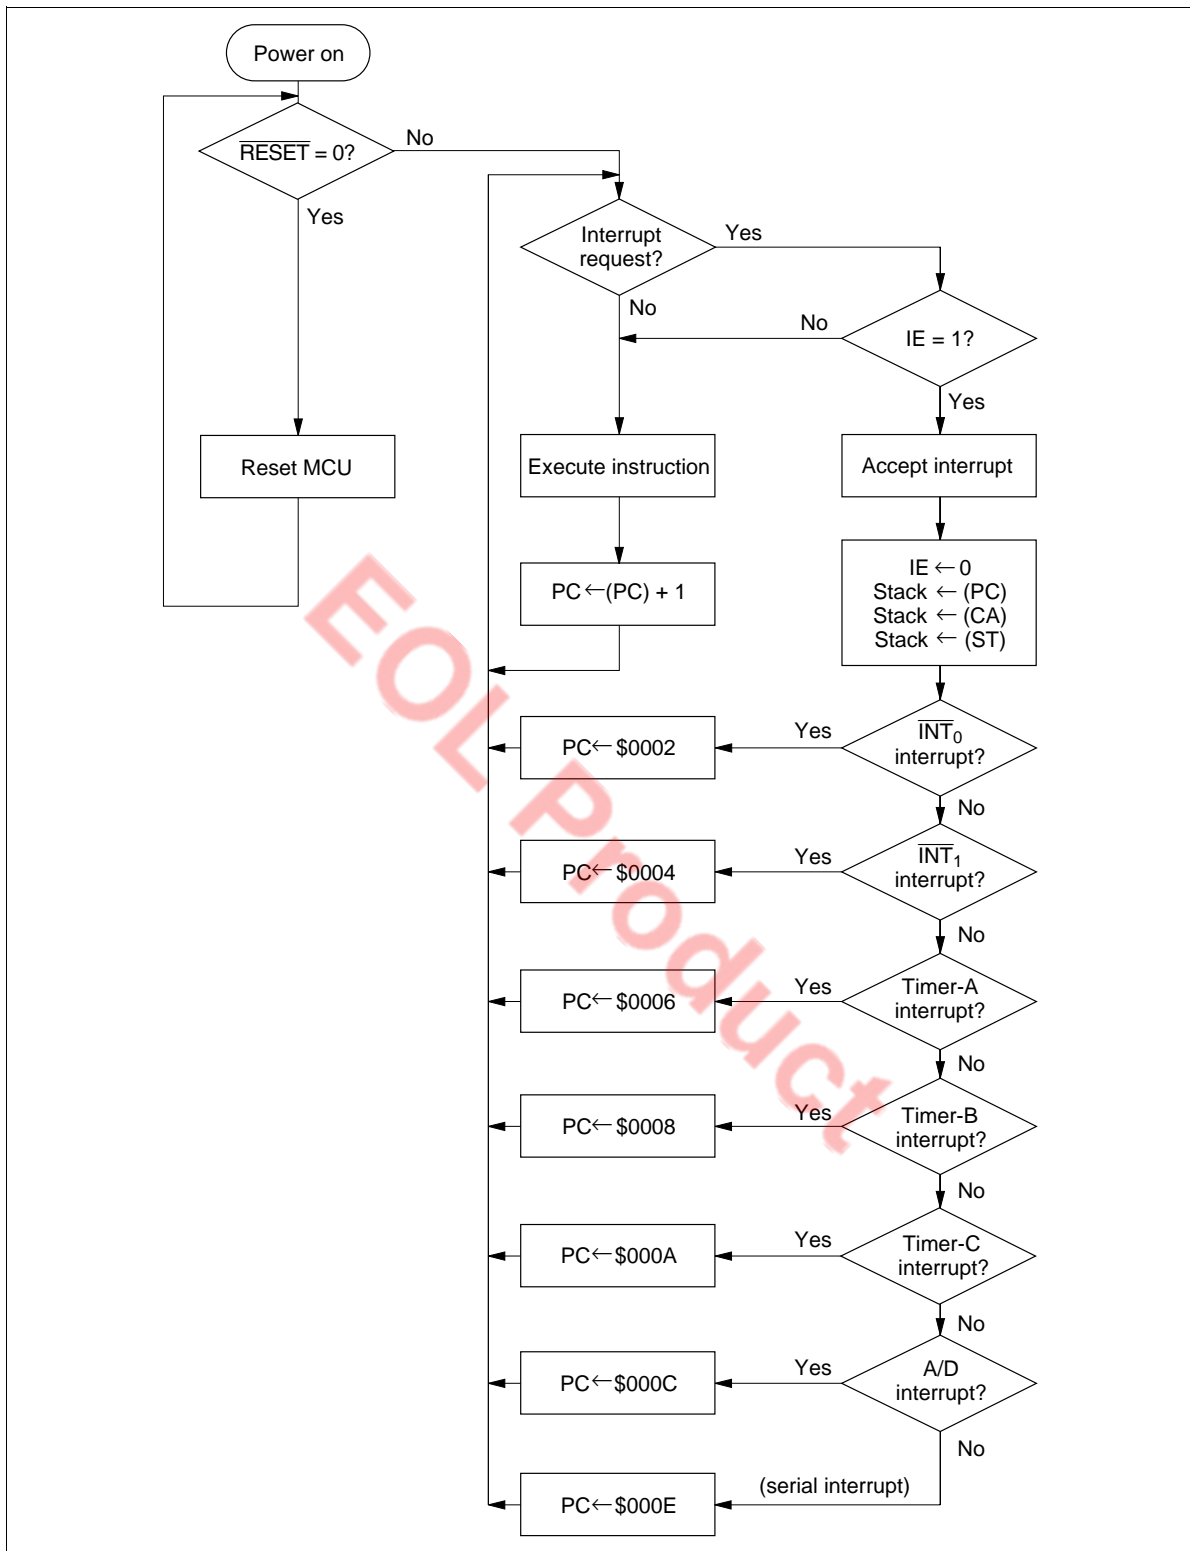 Power on
RESET = 0?
No
Yes
Interrupt
request?
Yes
No
No
IE = 1?
Yes
Reset MCU
Execute instruction
Accept interrupt
PC←(PC) + 1
IE ← 0
Stack ← (PC)
Stack ← (CA)
Stack ← (ST)
PC← $0002
Yes
INT0
interrupt?
No
PC← $0004
Yes
INT1
interrupt?
No
PC← $0006
Yes
Timer-A
interrupt?
No
PC← $0008
Yes
Timer-B
interrupt?
No
PC← $000A
Yes
Timer-C
interrupt?
No
PC← $000C
Yes
A/D
interrupt?
No
PC← $000E
(serial interrupt)
EOL Product